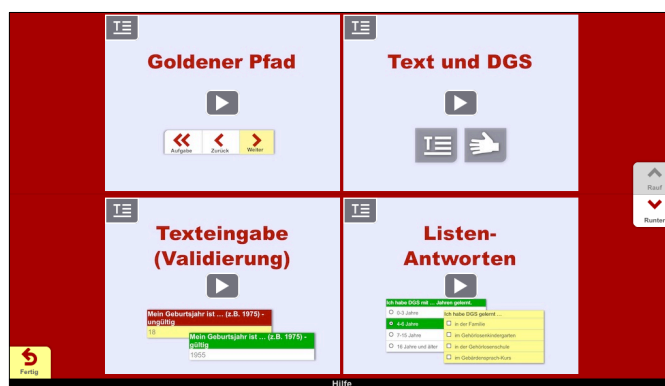 T
Goldener Pfad
Aufgabe
Zurück
Weiter
T
Text und DGS
T
Rauf
Runter
T
Texteingabe
(Validierung)
Mein Geburtsjahr ist ... (z.B. 1975) -
ungültig
18
Mein Geburtsjahr ist ... (z.B. 1975) -
gültig
1955
T
Listen-
Antworten
Ich habe DGS mit ... Jahren gelernt.
0-3 Jahre
4-6 Jahre
7-15 Jahre
16 Jahre und älter
Ich habe DGS gelernt ...
in der Familie
im Gehörlosenkindergarten
in der Gehörlosenschule
im Gebärdensprach-Kurs
Fertig
Hilfe